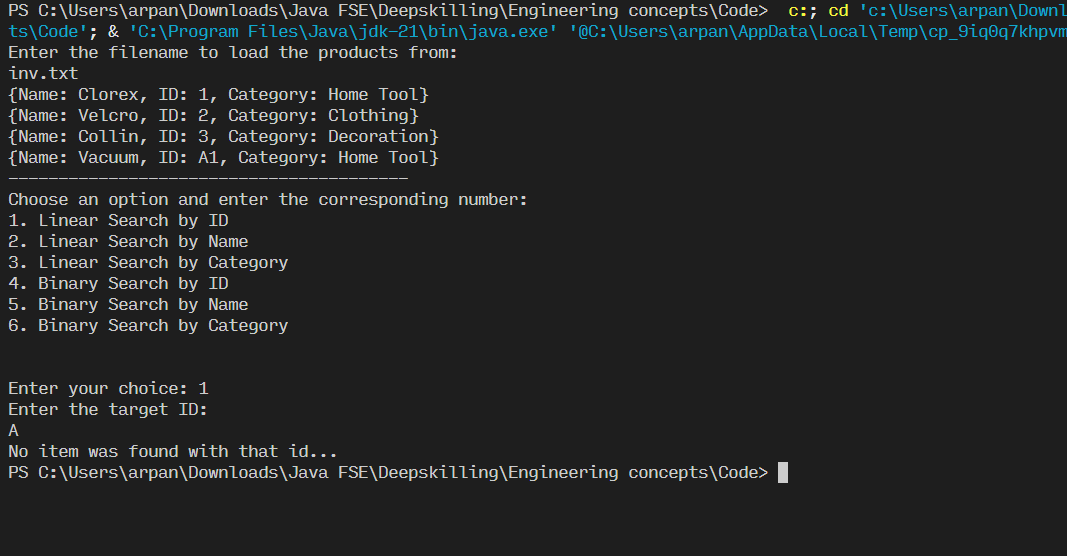 PS C:\Users\arpan\Downloads\Java FSE\Deepskilling\Engineering concepts\Code>  c:; cd 'c:\Users\arpan\Downl
ts\Code'; & 'C:\Program Files\Java\jdk-21\bin\java.exe' '@C:\Users\arpan\AppData\Local\Temp\cp_9iq0q7khpvm
Enter the filename to load the products from:
inv.txt
{Name: Clorex, ID: 1, Category: Home Tool}
{Name: Velcro, ID: 2, Category: Clothing}
{Name: Collin, ID: 3, Category: Decoration}
{Name: Vacuum, ID: A1, Category: Home Tool}
----------------------------------------
Choose an option and enter the corresponding number:
1. Linear Search by ID
2. Linear Search by Name
3. Linear Search by Category
4. Binary Search by ID
5. Binary Search by Name
6. Binary Search by Category
Enter your choice: 1
Enter the target ID:
A
No item was found with that id...
PS C:\Users\arpan\Downloads\Java FSE\Deepskilling\Engineering concepts\Code>